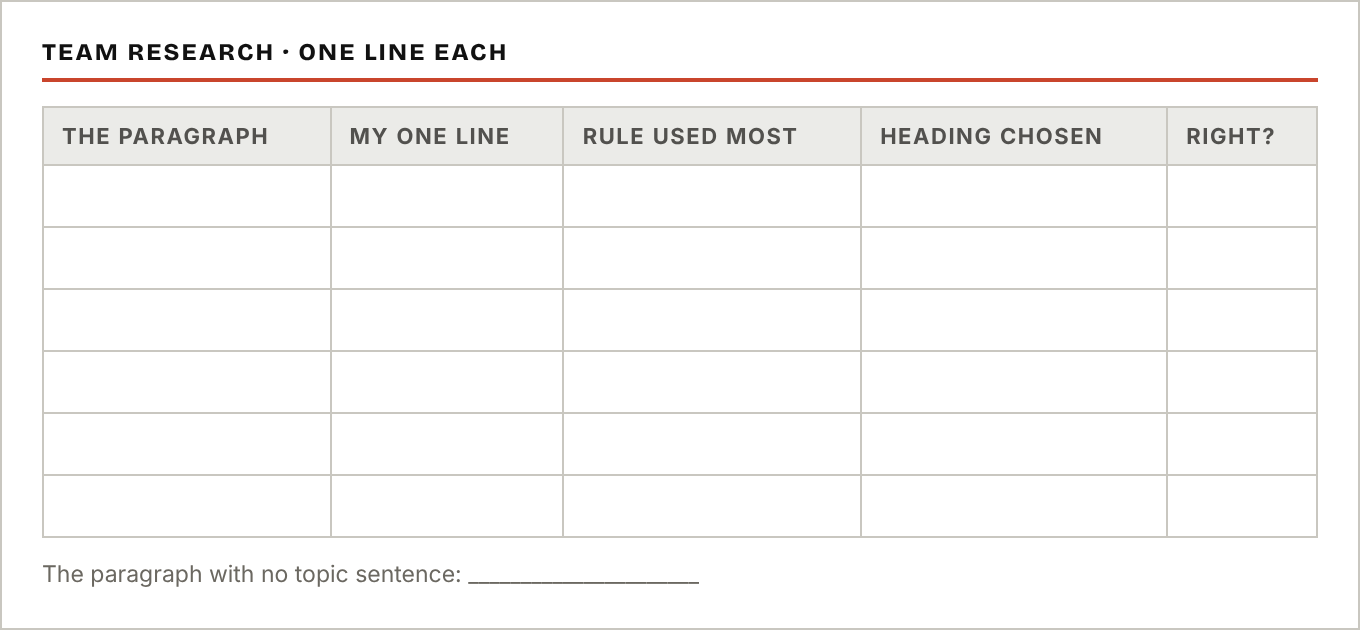 TEAM RESEARCH · ONE LINE EACH
THE PARAGRAPH MY ONE LINE RULE USED MOST HEADING CHOSEN RIGHT?
The paragraph with no topic sentence: ____________________